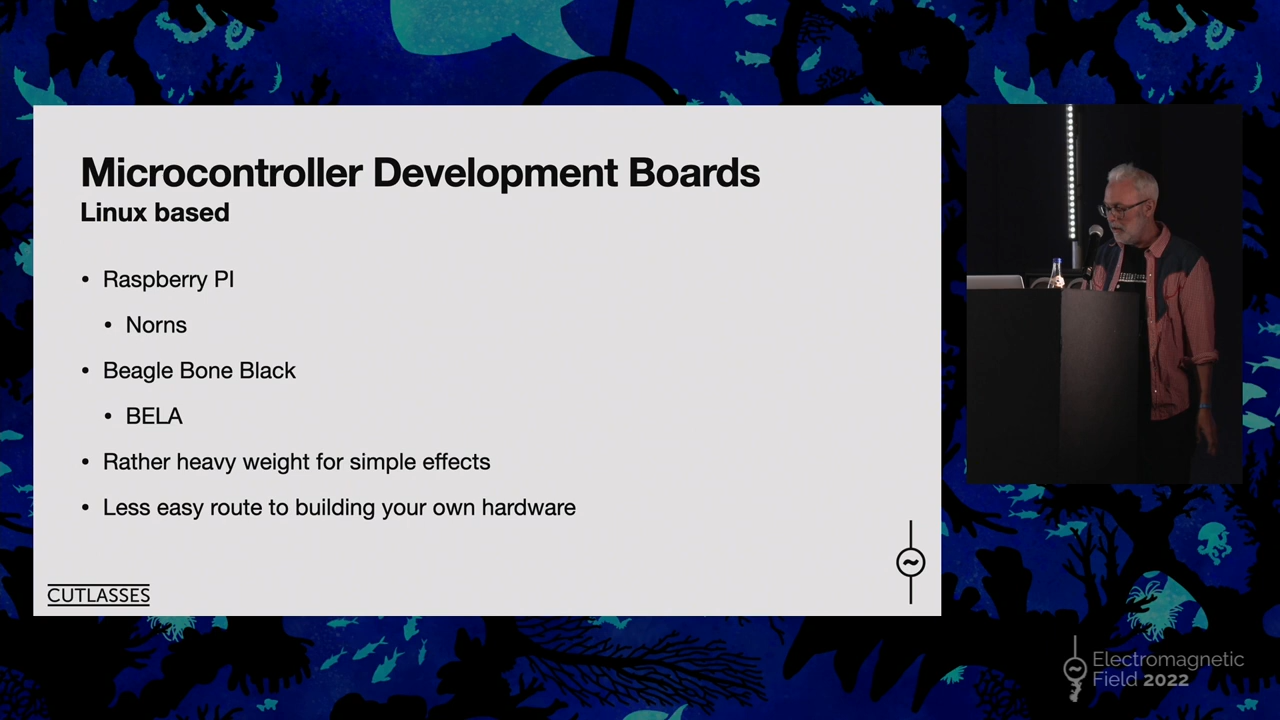 Microcontroller Development Boards
Linux based
• Raspberry PI
• Norns
• Beagle Bone Black
• BELA
• Rather heavy weight for simple effects
• Less easy route to building your own hardware
CUTLASSES
Electromagnetic
Field 2022